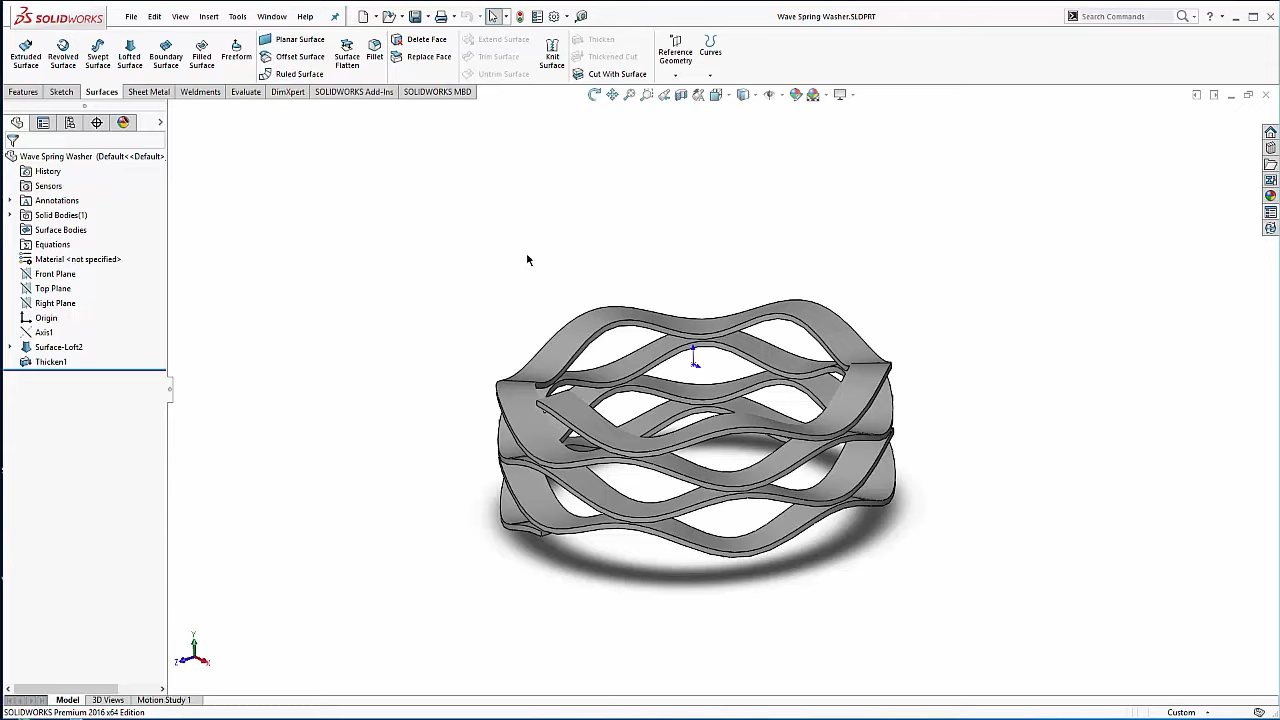 SOLIDWORKS
File Edit View Insert Tools Window Help
Wave Spring Washer.SLDPRT
Search Commands
?
Extruded Surface
Revolved Surface
Swept Surface
Lofted Surface
Boundary Surface
Filled Surface
Freeform
Planar Surface
Offset Surface
Ruled Surface
Surface Flatten
Fillet
Delete Face
Replace Face
Extend Surface
Trim Surface
Untrim Surface
Knit Surface
Thicken
Thickened Cut
Cut With Surface
Reference Geometry
Curves
Features Sketch Surfaces Sheet Metal Weldments Evaluate DimXpert SOLIDWORKS Add-Ins SOLIDWORKS MBD
Wave Spring Washer (Default<<Default>
History
Sensors
Annotations
Solid Bodies(1)
Surface Bodies
Equations
Material <not specified>
Front Plane
Top Plane
Right Plane
Origin
Axis1
Surface-Loft2
Thicken1
Y
Z
X
Model 3D Views Motion Study 1
SOLIDWORKS Premium 2016 x64 Edition
Custom